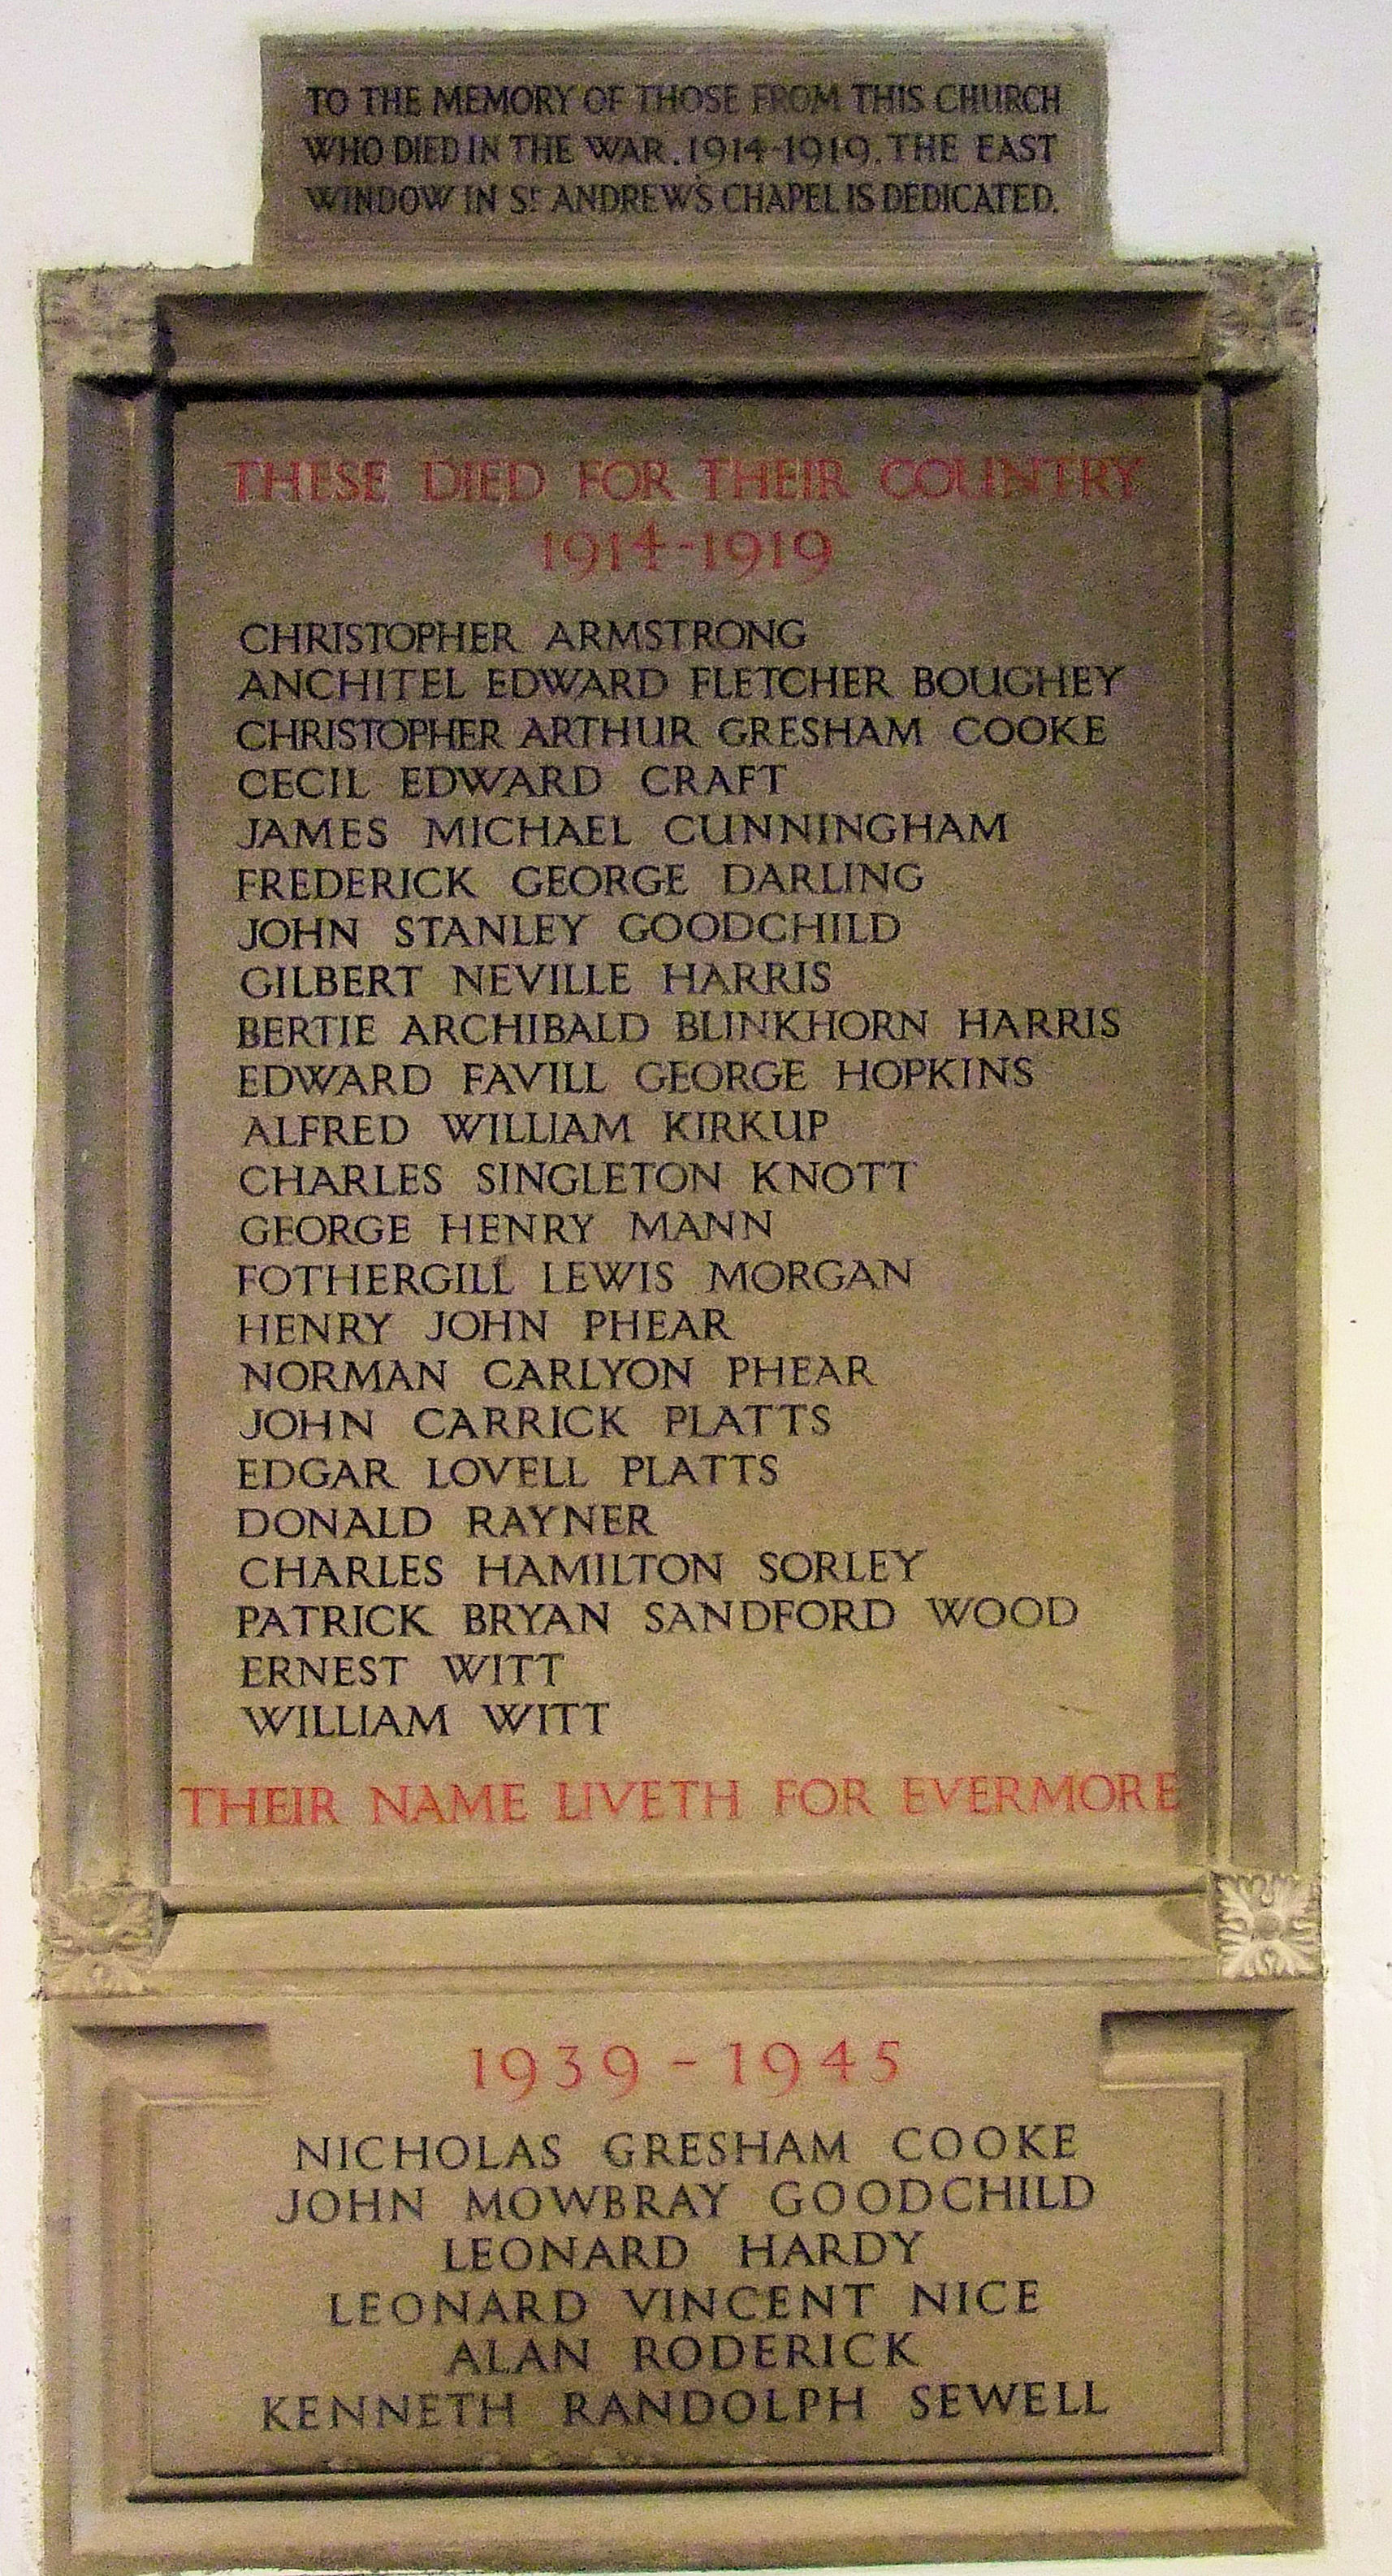 TO THE MEMORY OF THOSE FROM THIS CHURCH
WHO DIED IN THE WAR. 1914-1919. THE EAST
WINDOW IN ST ANDREW'S CHAPEL IS DEDICATED.
THESE DIED FOR THEIR COUNTRY
1914-1919
CHRISTOPHER ARMSTRONG
ANCHITEL EDWARD FLETCHER BOUGHEY
CHRISTOPHER ARTHUR GRESHAM COOKE
CECIL EDWARD CRAFT
JAMES MICHAEL CUNNINGHAM
FREDERICK GEORGE DARLING
JOHN STANLEY GOODCHILD
GILBERT NEVILLE HARRIS
BERTIE ARCHIBALD BLINKHORN HARRIS
EDWARD FAVILL GEORGE HOPKINS
ALFRED WILLIAM KIRKUP
CHARLES SINGLETON KNOTT
GEORGE HENRY MANN
FOTHERGILL LEWIS MORGAN
HENRY JOHN PHEAR
NORMAN CARLYON PHEAR
JOHN CARRICK PLATTS
EDGAR LOVELL PLATTS
DONALD RAYNER
CHARLES HAMILTON SORLEY
PATRICK BRYAN SANDFORD WOOD
ERNEST WITT
WILLIAM WITT
THEIR NAME LIVETH FOR EVERMORE
1939 - 1945
NICHOLAS GRESHAM COOKE
JOHN MOWBRAY GOODCHILD
LEONARD HARDY
LEONARD VINCENT NICE
ALAN RODERICK
KENNETH RANDOLPH SEWELL